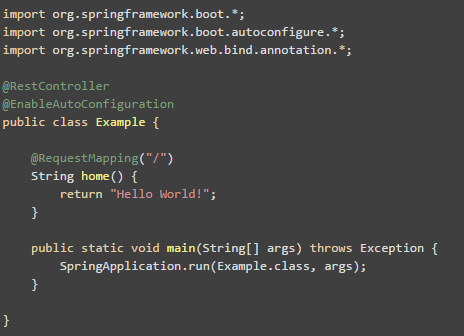 import org.springframework.boot.*;
import org.springframework.boot.autoconfigure.*;
import org.springframework.web.bind.annotation.*;

@RestController
@EnableAutoConfiguration
public class Example {

    @RequestMapping("/")
    String home() {
        return "Hello World!";
    }

    public static void main(String[] args) throws Exception {
        SpringApplication.run(Example.class, args);
    }

}